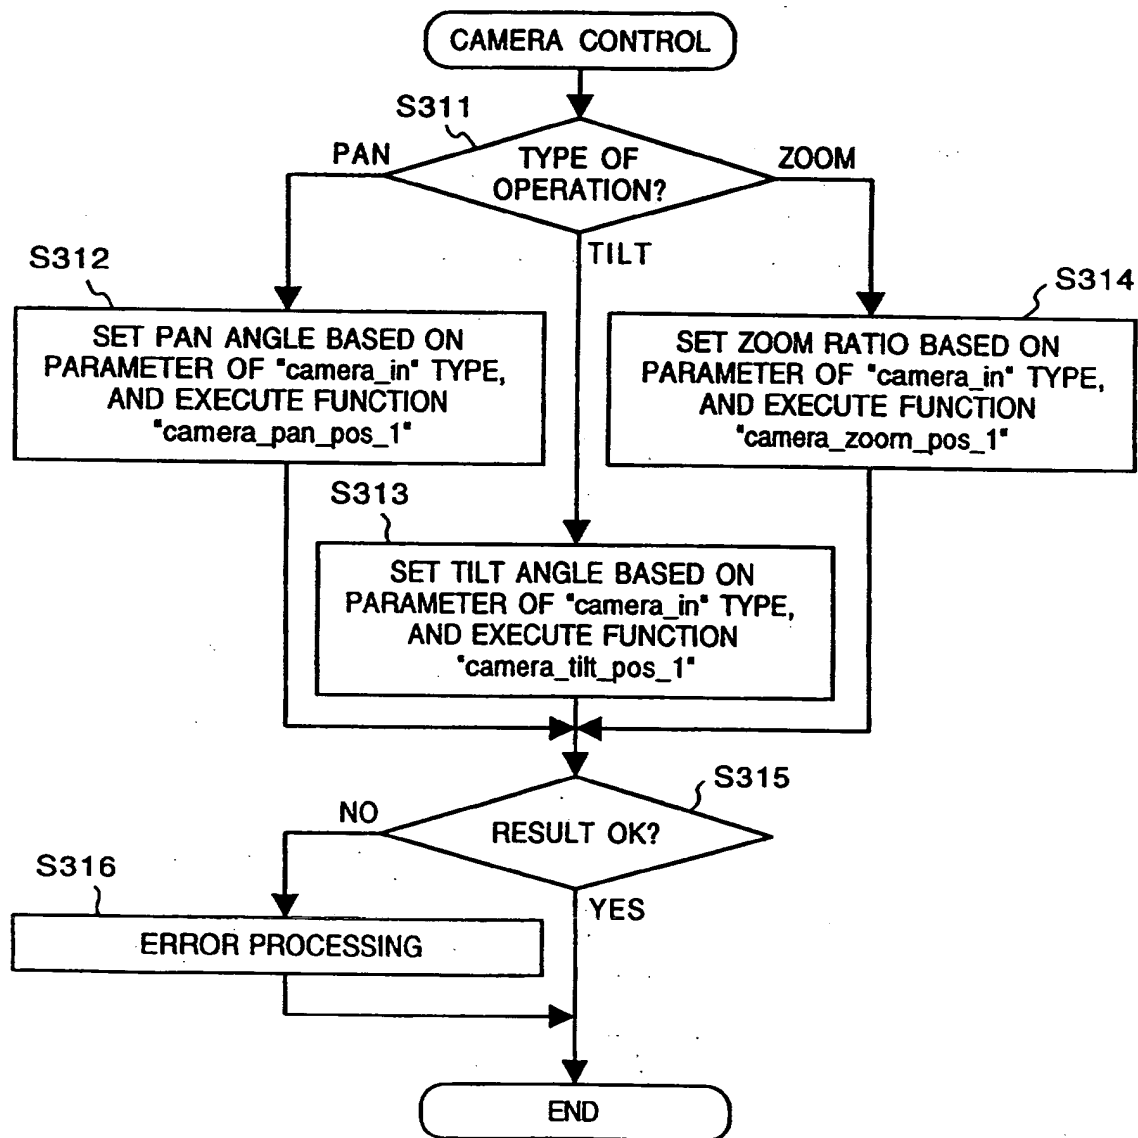 CAMERA CONTROL
S311
PAN
TYPE OF
OPERATION?
ZOOM
TILT
S312
SET PAN ANGLE BASED ON
PARAMETER OF "camera_in" TYPE,
AND EXECUTE FUNCTION
"camera_pan_pos_1"
S314
SET ZOOM RATIO BASED ON
PARAMETER OF "camera_in" TYPE,
AND EXECUTE FUNCTION
"camera_zoom_pos_1"
S313
SET TILT ANGLE BASED ON
PARAMETER OF "camera_in" TYPE,
AND EXECUTE FUNCTION
"camera_tilt_pos_1"
S315
NO
RESULT OK?
YES
S316
ERROR PROCESSING
END